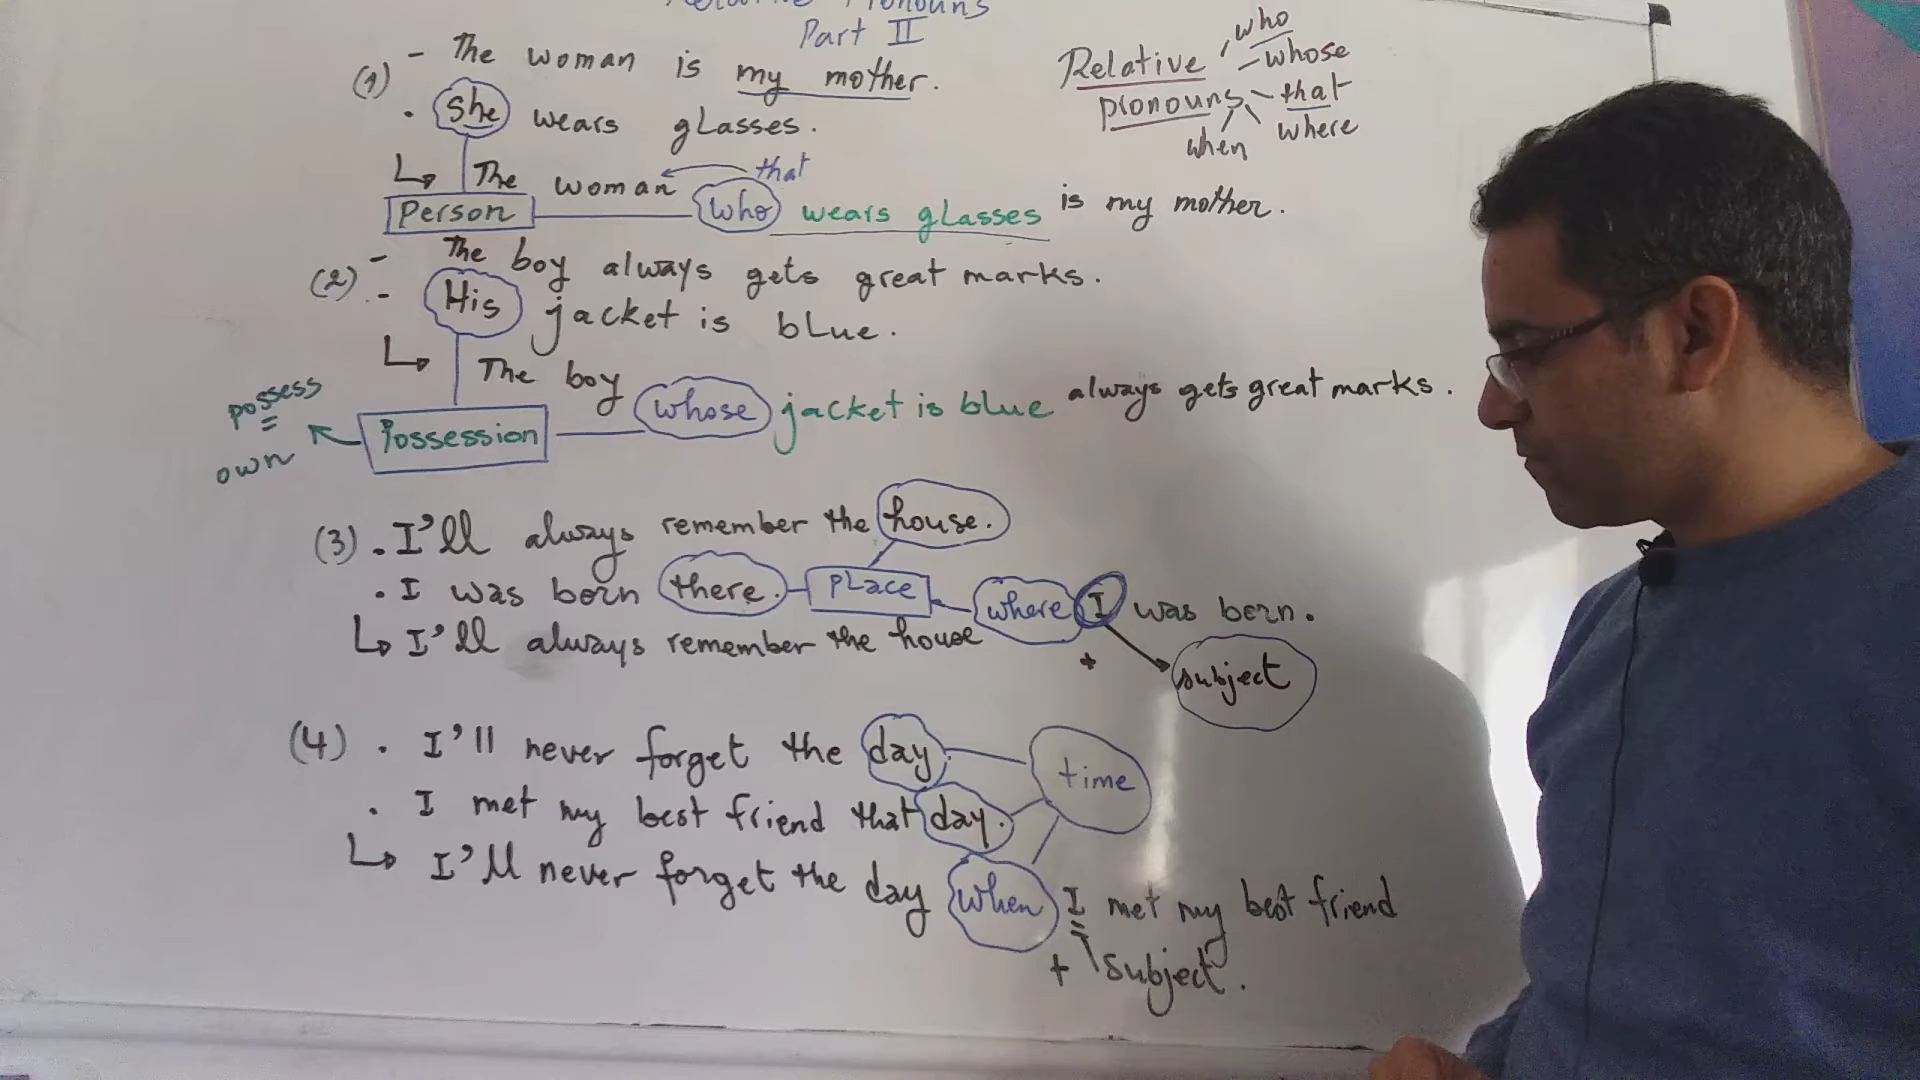 Relative Pronouns
Part II
(1) - The woman is my mother.
. She wears glasses.
↳ The woman who wears glasses is my mother.
that
Person
Relative pronouns
who
whose
that
where
when
(2) - The boy always gets great marks.
- His jacket is blue.
↳ The boy whose jacket is blue always gets great marks.
Possession
possess
=
own
(3) . I'll always remember the house.
. I was born there.
Place
↳ I'll always remember the house where I was born.
+ subject
(4) . I'll never forget the day.
time
. I met my best friend that day.
↳ I'll never forget the day when I met my best friend
+ subject.